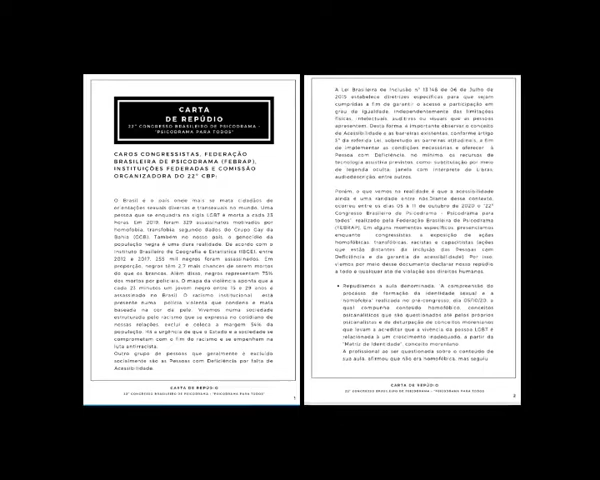 CARTA
DE REPÚDIO
22º CONGRESSO BRASILEIRO DE PSICODRAMA -
"PSICODRAMA PARA TODOS"
CAROS CONGRESSISTAS, FEDERAÇÃO
BRASILEIRA DE PSICODRAMA (FEBRAP),
INSTITUIÇÕES FEDERADAS E COMISSÃO
ORGANIZADORA DO 22º CBP:
O Brasil é o país onde mais se mata cidadãos de
orientações sexuais diversas e transexuais no mundo. Uma
pessoa que se enquadra na sigla LGBT é morta a cada 23
horas. Em 2019, foram 329 assassinatos motivados por
homofobia, transfobia, segundo dados do Grupo Gay da
Bahia (GGB). Também no nosso país, o genocídio da
população negra é uma dura realidade. De acordo com o
Instituto Brasileiro de Geografia e Estatística (IBGE), entre
2012 e 2017, 255 mil negros foram assassinados. Em
proporção, negros têm 2,7 mais chances de serem mortos
do que os brancos. Além disso, negros representam 75%
dos mortos por policiais. O mapa da violência aponta que a
cada 23 minutos um jovem negro entre 15 e 29 anos é
assassinado no Brasil. O racismo institucional está
presente numa polícia violenta que condena e mata
baseada na cor da pele. Vivemos numa sociedade
estruturada pelo racismo que se expressa no cotidiano de
nossas relações, exclui e coloca à margem 54% da
população. Há a urgência de que o Estado e a sociedade se
comprometam com o fim do racismo e se empenhem na
luta antirracista.
Outro grupo de pessoas que geralmente é excluído
socialmente são as Pessoas com Deficiência por falta de
Acessibilidade.
CARTA DE REPÚDIO
22º CONGRESSO BRASILEIRO DE PSICODRAMA - "PSICODRAMA PARA TODOS"
1
A Lei Brasileira de Inclusão nº 13.146 de 06 de Julho de
2015 estabelece diretrizes específicas para que sejam
cumpridas a fim de garantir o acesso e participação em
grau de igualdade, independentemente das limitações
físicas, intelectuais, auditivas ou visuais que as pessoas
apresentem. Desta forma, é importante observar o conceito
de Acessibilidade e as barreiras existentes, conforme artigo
3º da referida Lei, sobretudo as barreiras atitudinais, a fim
de implementar as condições necessárias e oferecer à
Pessoa com Deficiência, no mínimo, os recursos de
tecnologia assistiva previstos, como: substituição por meio
de legenda oculta, janela com intérprete de Libras,
audiodescrição, entre outros.
Porém, o que vemos na realidade é que a acessibilidade
ainda é uma raridade entre nós. Diante desse contexto,
ocorreu entre os dias 09 à 11 de outubro de 2020 o "22º
Congresso Brasileiro de Psicodrama - Psicodrama para
todos", realizado pela Federação Brasileira de Psicodrama
(FEBRAP). Em alguns momentos específicos, presenciamos
enquanto congressistas a exposição de ações
homofóbicas, transfóbicas, racistas e capacitistas (ações
que estão distantes da inclusão das Pessoas com
Deficiência e da garantia de acessibilidade). Por isso,
viemos por meio desse documento declarar nosso repúdio
a todo e qualquer ato de violação aos direitos humanos.
• Repudiamos a aula denominada: "A compreensão do
processo de formação da identidade sexual e a
homofobia" realizada no pré-congresso, dia 09/10/20, a
qual compunha conteúdo homofóbico, conceitos
psicanalíticos que são questionados até pelos próprios
psicanalistas e de deturpação de conceitos morenianos
que levam a acreditar que a vivência da pessoa LGBT é
relacionada à um crescimento inadequado, a partir da
"Matriz de Identidade", conceito moreniano.
A profissional ao ser questionada sobre o conteúdo de
sua aula, afirmou que não era homofóbica, mas seguiu
CARTA DE REPÚDIO
22º CONGRESSO BRASILEIRO DE PSICODRAMA - "PSICODRAMA PARA TODOS"
2